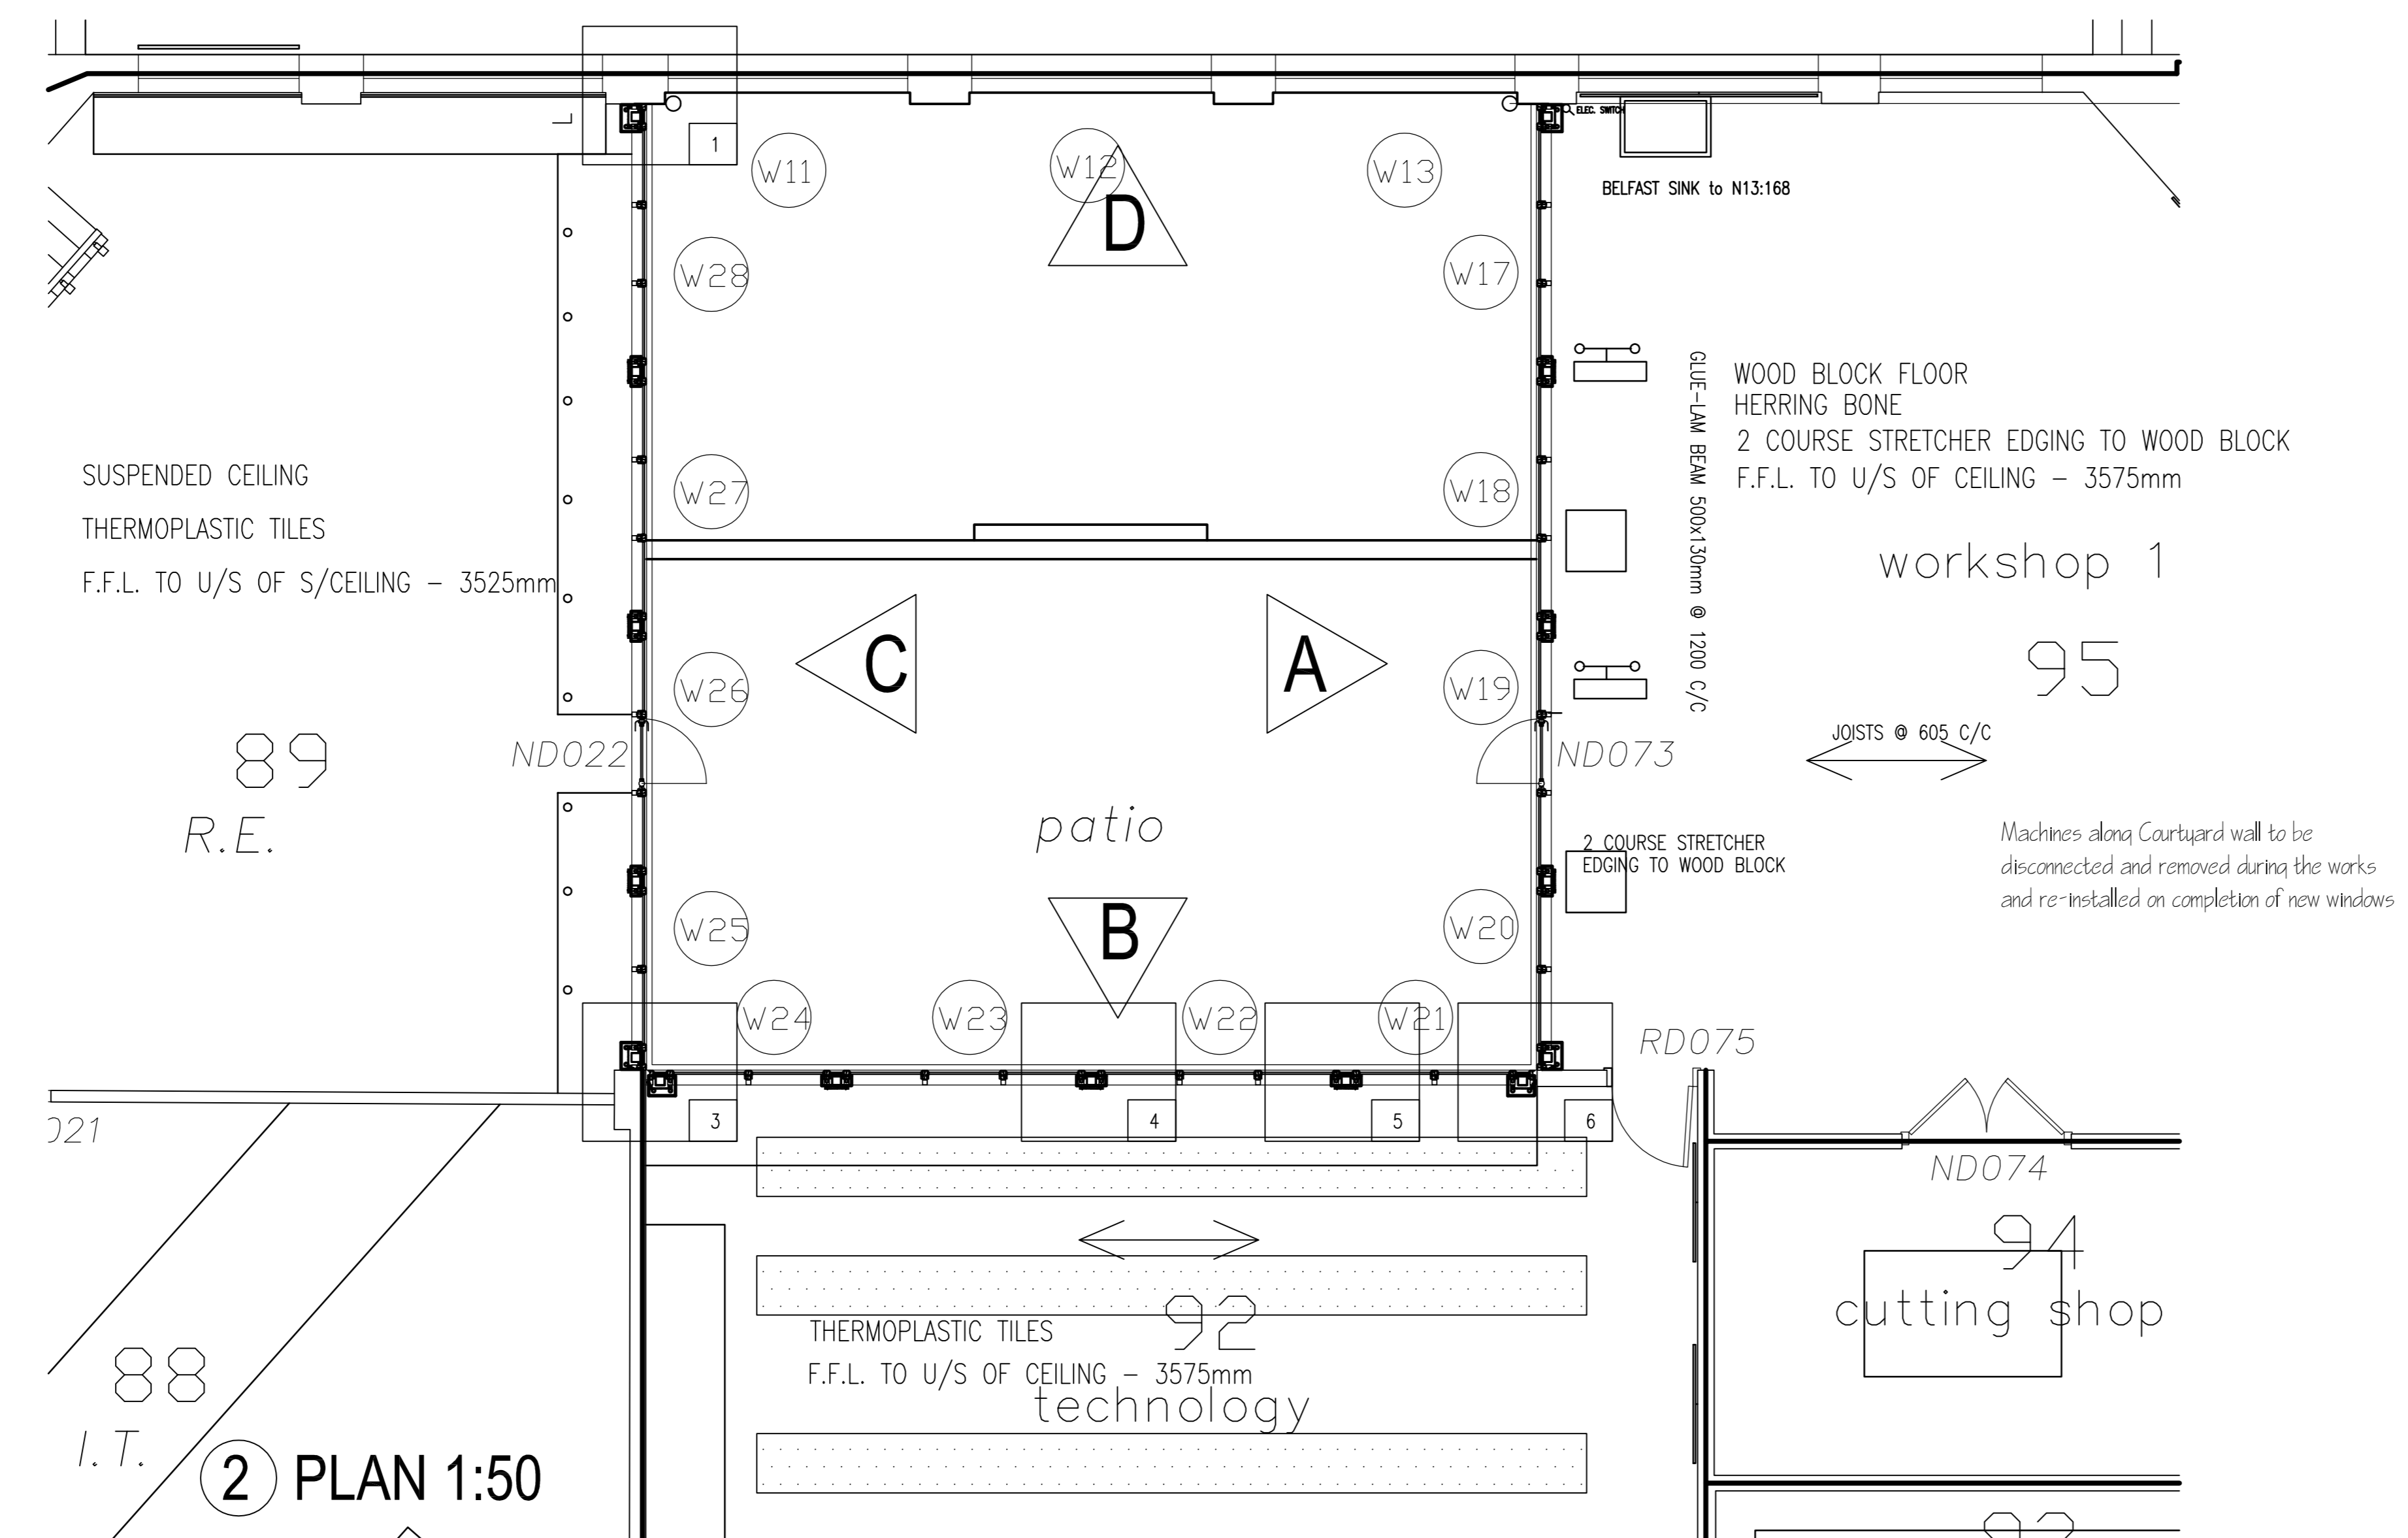 1
W11
W12
W13
D
ELEC. SWITCH
BELFAST SINK to N13:168
W28
W17
GLUE-LAM BEAM 500x130mm @ 1200 C/C
WOOD BLOCK FLOOR
HERRING BONE
2 COURSE STRETCHER EDGING TO WOOD BLOCK
F.F.L. TO U/S OF CEILING – 3575mm
SUSPENDED CEILING
THERMOPLASTIC TILES
F.F.L. TO U/S OF S/CEILING – 3525mm
W27
W18
workshop 1
95
C
A
W26
W19
89
R.E.
ND022
ND073
JOISTS @ 605 C/C
patio
2 COURSE STRETCHER
EDGING TO WOOD BLOCK
Machines along Courtyard wall to be
disconnected and removed during the works
and re-installed on completion of new windows
B
W25
W20
W24
W23
W22
W21
RD075
3
4
5
6
021
ND074
94
cutting shop
92
THERMOPLASTIC TILES
F.F.L. TO U/S OF CEILING – 3575mm
technology
88
I.T.
2 PLAN 1:50